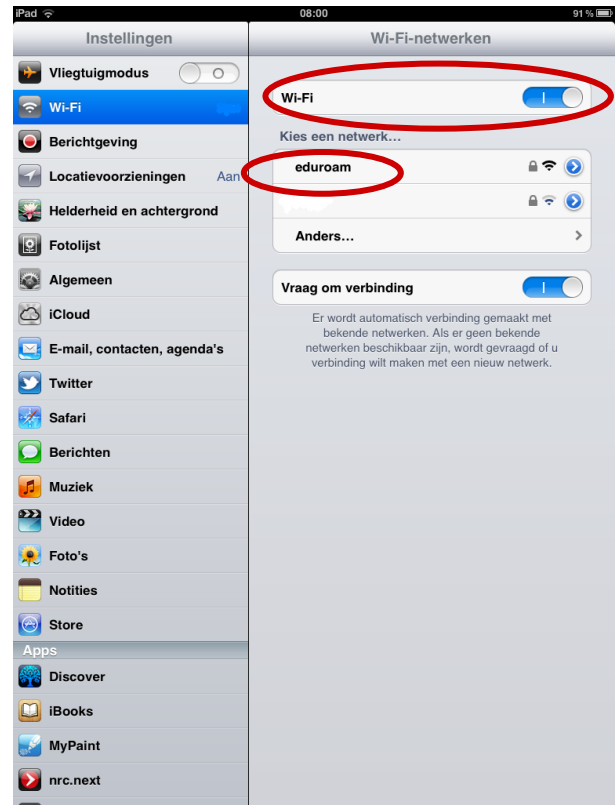 iPad 08:00 91 %
Instellingen
Vliegtuigmodus
Wi-Fi
Berichtgeving
Locatievoorzieningen Aan
Helderheid en achtergrond
Fotolijst
Algemeen
iCloud
E-mail, contacten, agenda's
Twitter
Safari
Berichten
Muziek
Video
Foto's
Notities
Store
Apps
Discover
iBooks
MyPaint
nrc.next
Wi-Fi-netwerken
Wi-Fi
Kies een netwerk...
eduroam
Anders...
Vraag om verbinding
Er wordt automatisch verbinding gemaakt met
bekende netwerken. Als er geen bekende
netwerken beschikbaar zijn, wordt gevraagd of u
verbinding wilt maken met een nieuw netwerk.